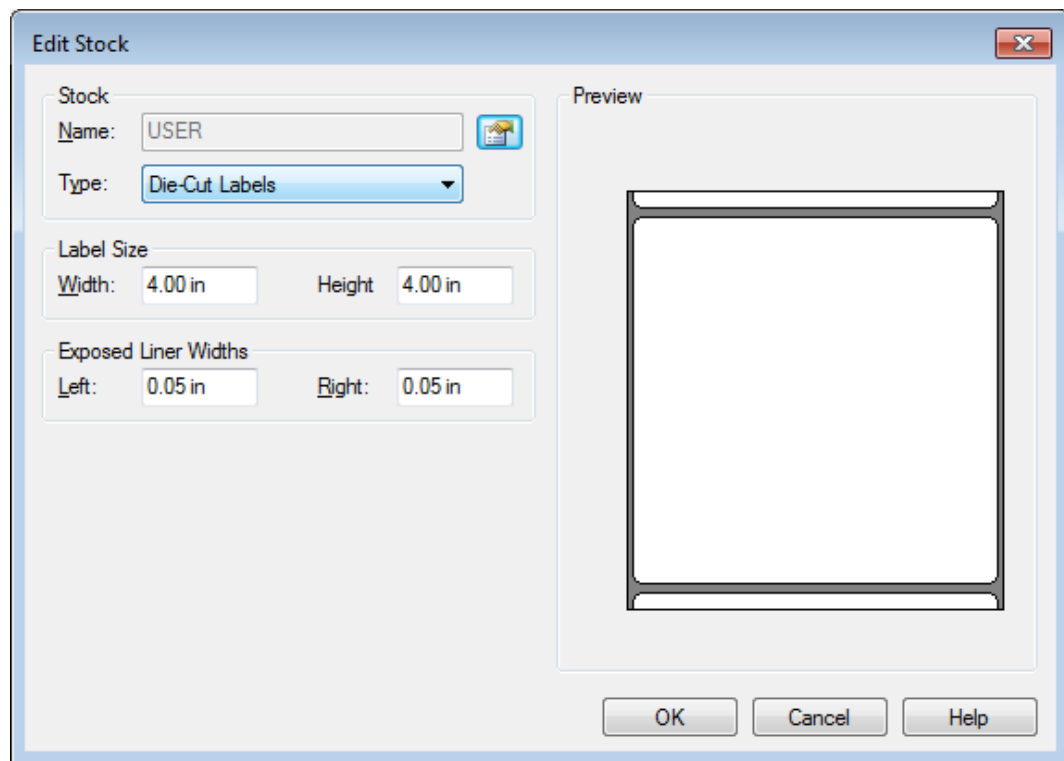 Edit Stock
Stock
Name: USER
Type: Die-Cut Labels
Label Size
Width: 4.00 in Height 4.00 in
Exposed Liner Widths
Left: 0.05 in Right: 0.05 in
Preview
OK Cancel Help